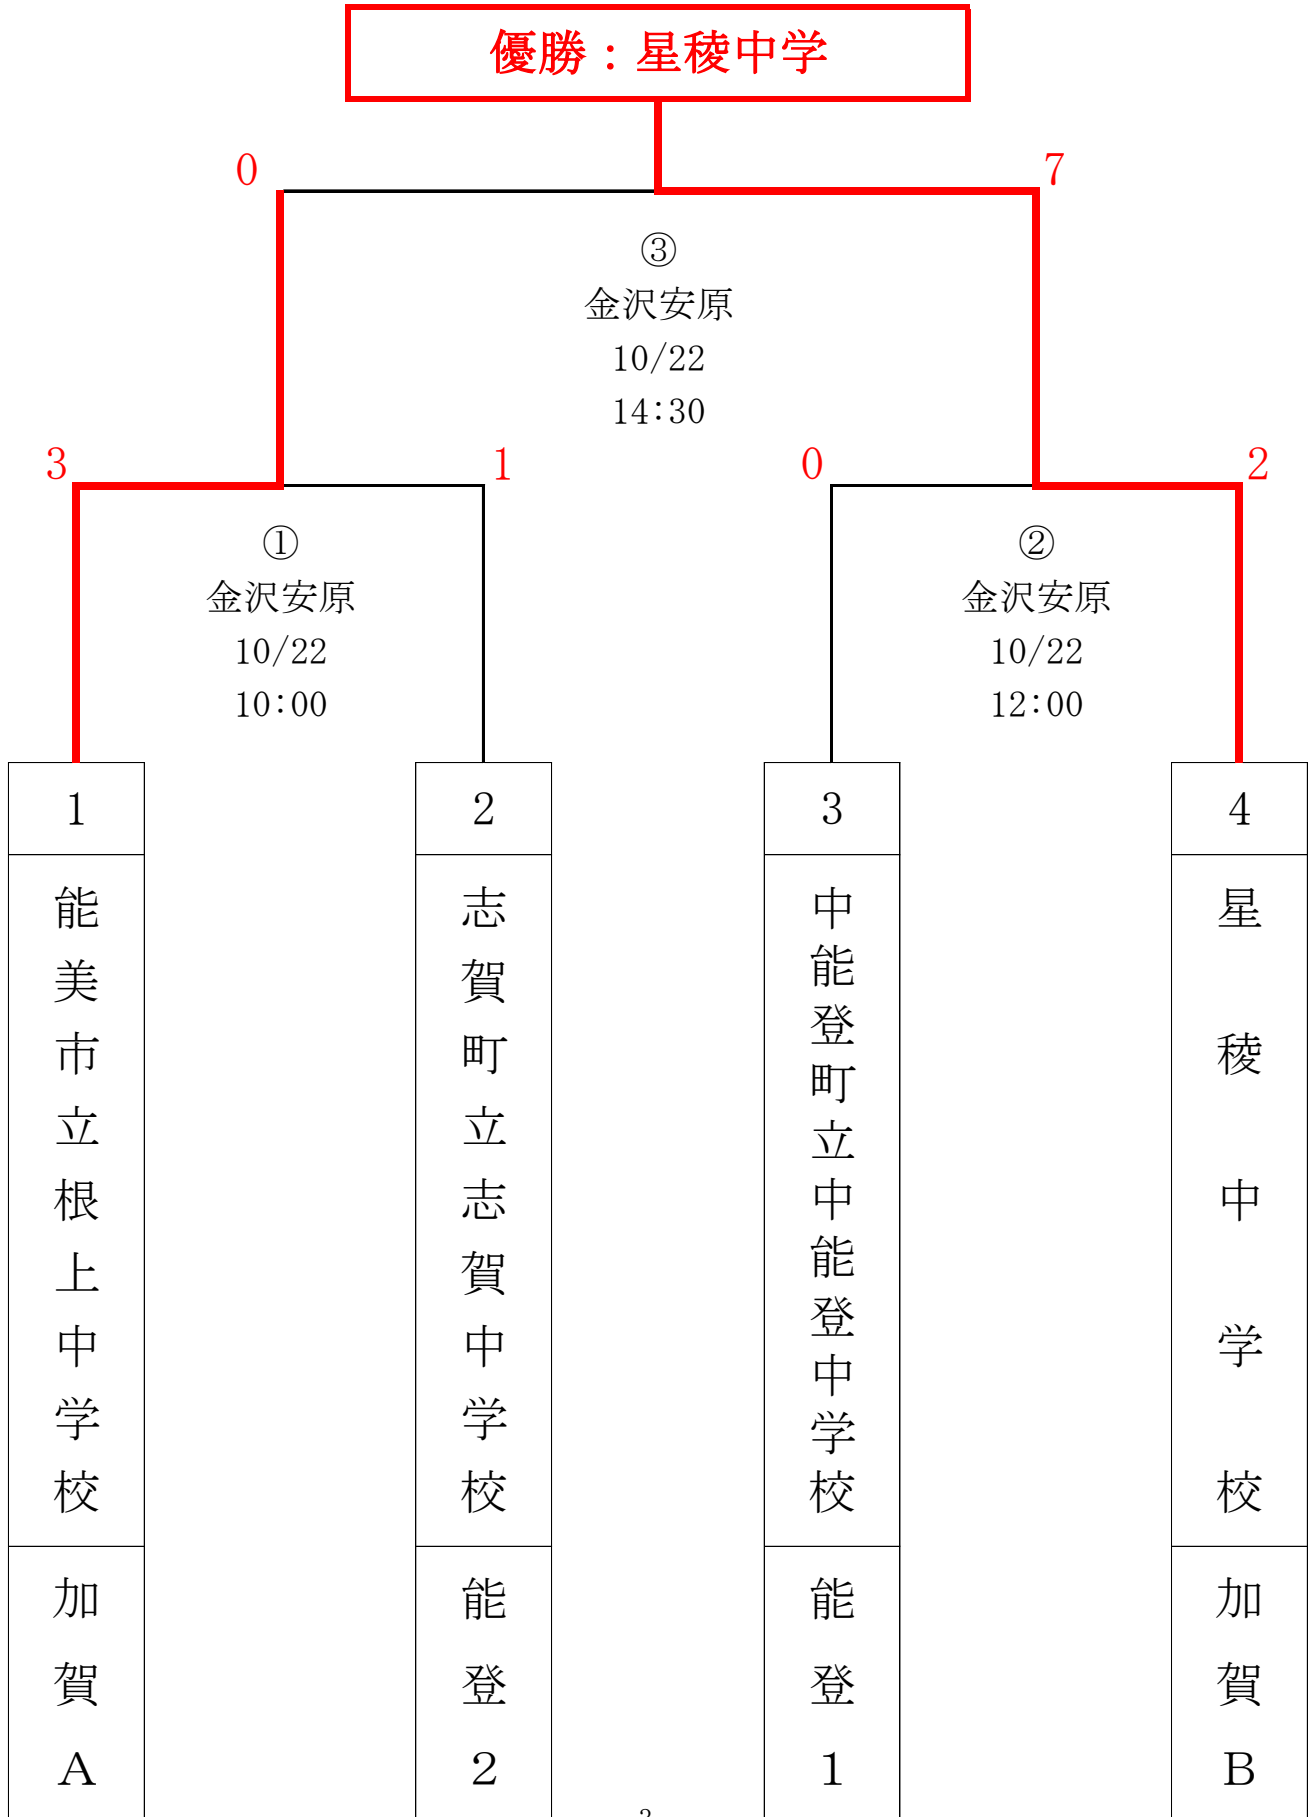 優勝：星稜中学
0
7
③
金沢安原
10/22
14:30
3
1
0
2
①
金沢安原
10/22
10:00
②
金沢安原
10/22
12:00
1
2
3
4
能美市立根上中学校
志賀町立志賀中学校
中能登町立中能登中学校
星稜中学校
加賀A
能登2
能登1
加賀B